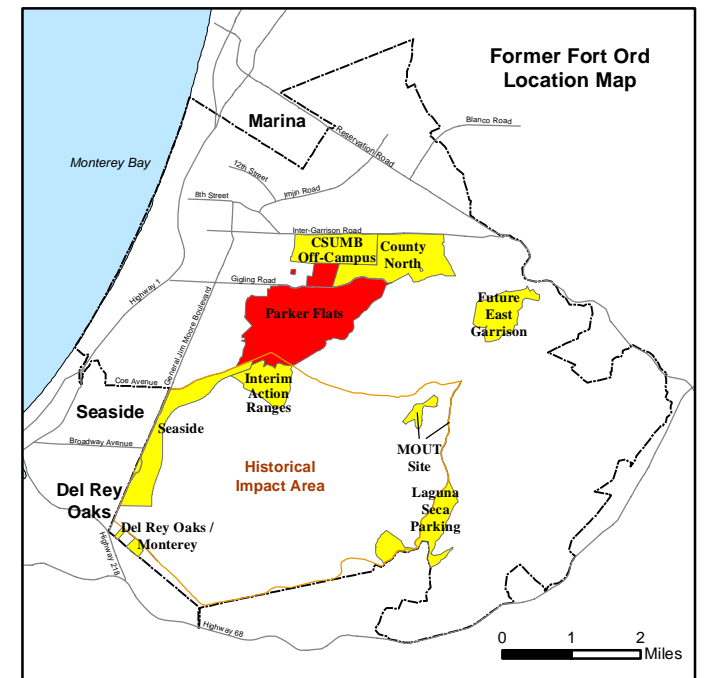 Former Fort Ord
Location Map
Marina
Blanco Road
Reservation Road
Monterey Bay
12th Street
Imjin Road
8th Street
Inter-Garrison Road
CSUMB
Off-Campus
County
North
Gigling Road
Highway 1
General Jim Moore Boulevard
Parker Flats
Future
East
Garrison
Coe Avenue
Interim
Action
Ranges
Seaside
Seaside
Broadway Avenue
MOUT
Site
Historical
Impact Area
Del Rey
Oaks
Laguna
Seca
Parking
Del Rey Oaks /
Monterey
Highway 218
Highway 68
0 1 2
Miles